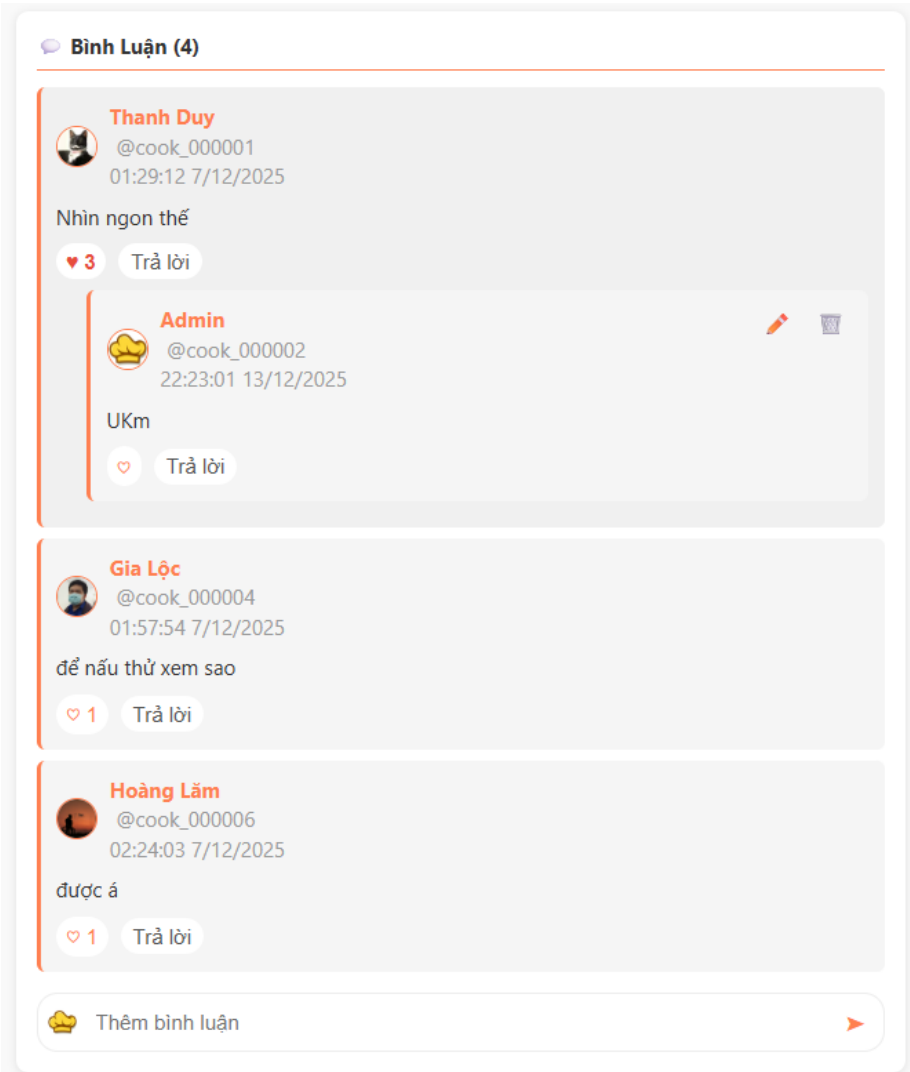 Bình Luận (4)
Thanh Duy
@cook_000001
01:29:12 7/12/2025
Nhìn ngon thế
♥ 3 Trả lời
Admin
@cook_000002
22:23:01 13/12/2025
UKm
♡ Trả lời
Gia Lộc
@cook_000004
01:57:54 7/12/2025
để nấu thử xem sao
♡ 1 Trả lời
Hoàng Lăm
@cook_000006
02:24:03 7/12/2025
được á
♡ 1 Trả lời
Thêm bình luận